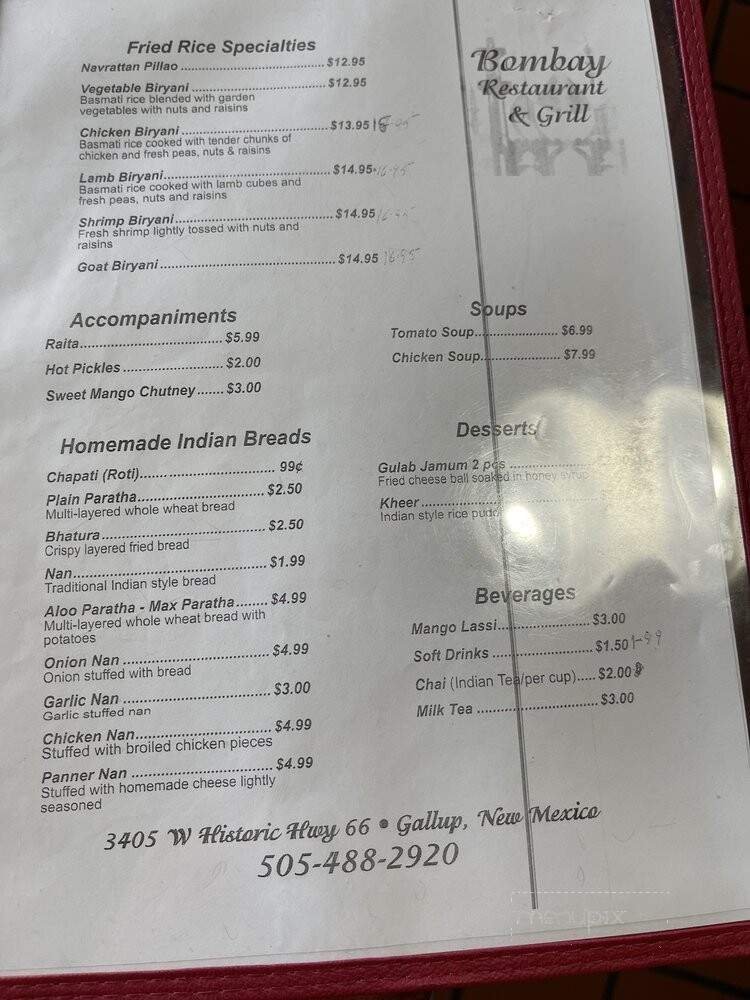 Fried Rice Specialties
Navrattan Pillao ........................................ $12.95
Vegetable Biryani ..................................... $12.95
Basmati rice blended with garden
vegetables with nuts and raisins
Chicken Biryani ........................................ $13.95
Basmati rice cooked with tender chunks of
chicken and fresh peas, nuts & raisins
Lamb Biryani............................................. $14.95 16.95
Basmati rice cooked with lamb cubes and
fresh peas, nuts and raisins
Shrimp Biryani.......................................... $14.95
Fresh shrimp lightly tossed with nuts and
raisins
Goat Biryani.............................................. $14.95 16.95
Bombay
Restaurant
& Grill
Accompaniments
Raita..................................... $5.99
Hot Pickles .......................... $2.00
Sweet Mango Chutney....... $3.00
Soups
Tomato Soup...................... $6.99
Chicken Soup..................... $7.99
Homemade Indian Breads
Chapati (Roti)................................... 99¢
Plain Paratha................................. $2.50
Multi-layered whole wheat bread
Bhatura........................................... $2.50
Crispy layered fried bread
Nan................................................... $1.99
Traditional Indian style bread
Aloo Paratha - Max Paratha........ $4.99
Multi-layered whole wheat bread with
potatoes
Onion Nan ...................................... $4.99
Onion stuffed with bread
Garlic Nan ...................................... $3.00
Garlic stuffed nan
Chicken Nan................................... $4.99
Stuffed with broiled chicken pieces
Panner Nan .................................... $4.99
Stuffed with homemade cheese lightly
seasoned
Desserts
Gulab Jamum 2 pcs ......................
Fried cheese ball soaked in honey syrup
Kheer ...............................
Indian style rice
Beverages
Mango Lassi........................ $3.00
Soft Drinks .......................... $1.50 1-99
Chai (Indian Tea/per cup)..... $2.00
Milk Tea ............................... $3.00
3405 W Historic Hwy 66 • Gallup, New Mexico
505-488-2920
menupix